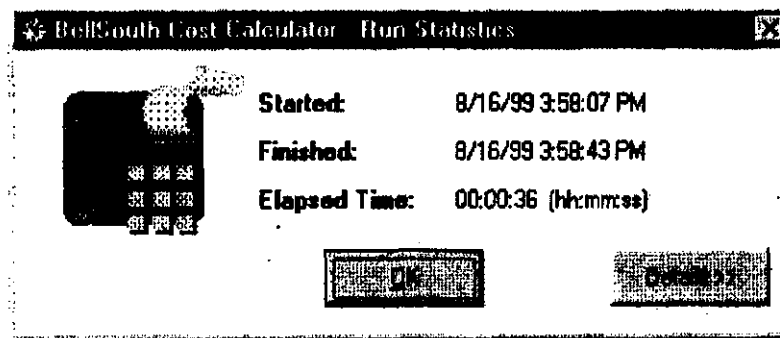 BellSouth Cost Calculator Run Statistics
Started: 8/16/99 3:58:07 PM
Finished: 8/16/99 3:58:43 PM
Elapsed Time: 00:00:36 (hh:mm:ss)
OK